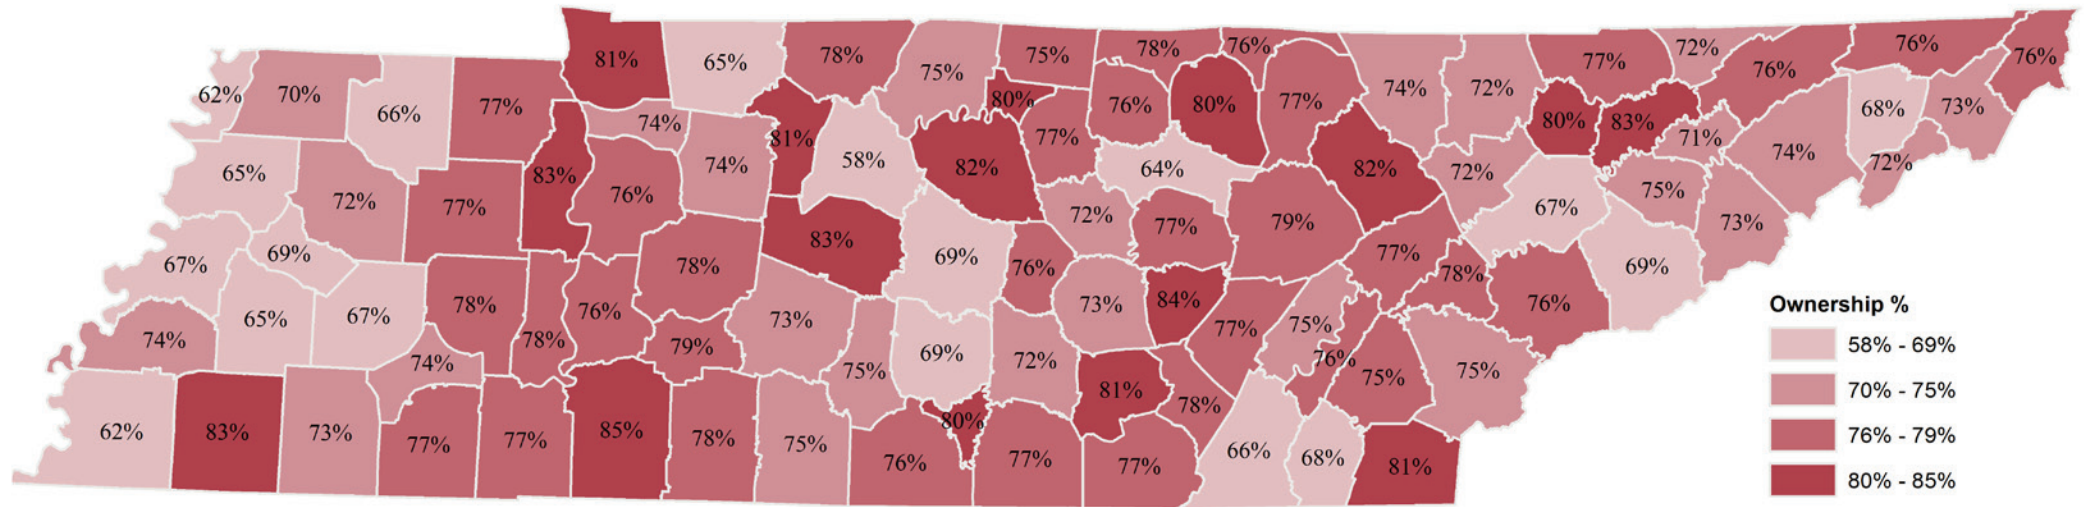 81% 65% 78% 75% 75% 78% 76% 74% 72% 77% 72% 76% 76% 76%
62% 70% 66% 77% 74% 81% 80% 77% 76% 80% 77% 80% 83% 71% 74% 68% 73%
65% 72% 77% 83% 76% 74% 58% 82% 64% 82% 72% 67% 75% 73% 72%
67% 69% 78% 83% 69% 76% 72% 77% 79% 77% 78% 76% 69%
74% 65% 67% 78% 78% 76% 79% 73% 75% 69% 72% 73% 84% 77% 75% 76% 75% 75%
74%
62% 83% 73% 77% 77% 85% 78% 75% 76% 80% 77% 81% 78% 77% 66% 68% 81%
Ownership %
58% - 69%
70% - 75%
76% - 79%
80% - 85%